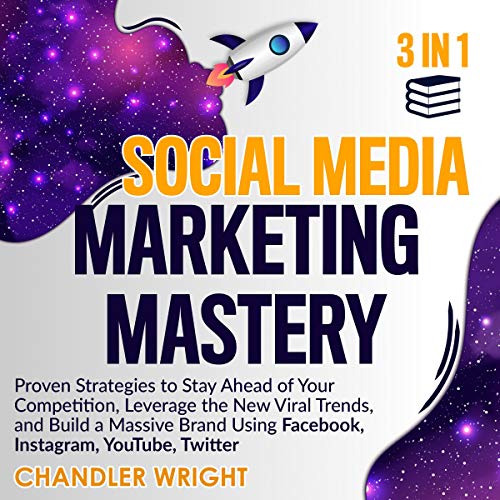 3 IN 1
SOCIAL MEDIA
MARKETING
MASTERY
Proven Strategies to Stay Ahead of Your
Competition, Leverage the New Viral Trends,
and Build a Massive Brand Using Facebook,
Instagram, YouTube, Twitter
CHANDLER WRIGHT